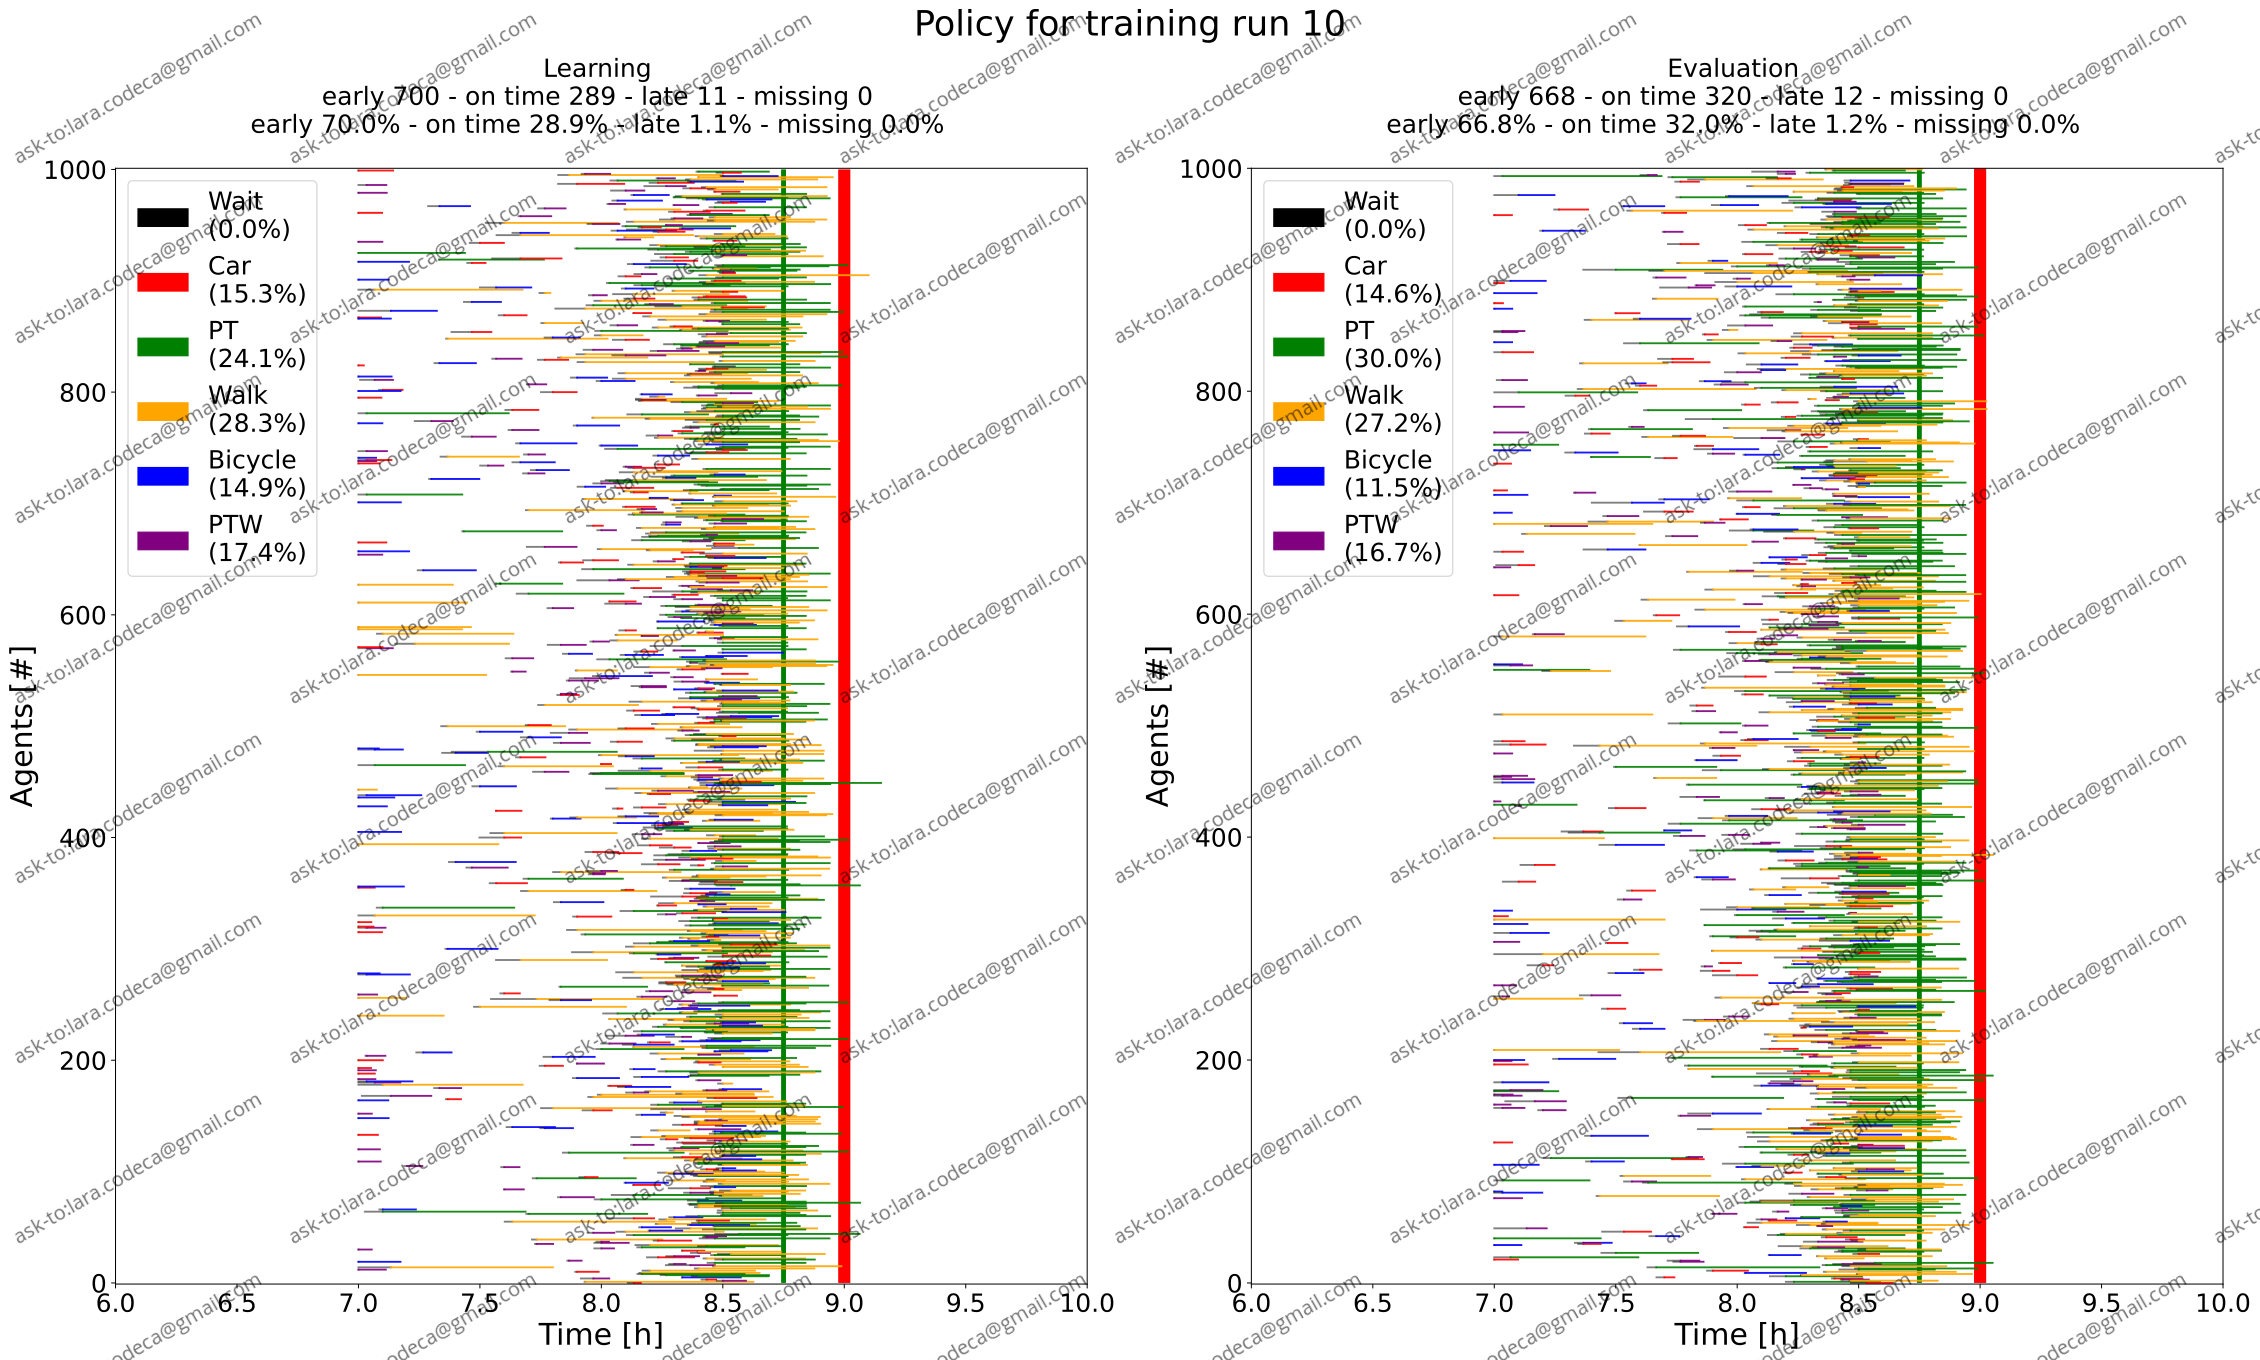 Policy for training run 10
Learning
early 700 - on time 289 - late 11 - missing 0
early 70.0% - on time 28.9% - late 1.1% - missing 0.0%
Agents [#]
1000
800
600
400
200
0
Wait
(0.0%)
Car
(15.3%)
PT
(24.1%)
Walk
(28.3%)
Bicycle
(14.9%)
PTW
(17.4%)
6.0 6.5 7.0 7.5 8.0 8.5 9.0 9.5 10.0
Time [h]
Evaluation
early 668 - on time 320 - late 12 - missing 0
early 66.8% - on time 32.0% - late 1.2% - missing 0.0%
Agents [#]
1000
800
600
400
200
0
Wait
(0.0%)
Car
(14.6%)
PT
(30.0%)
Walk
(27.2%)
Bicycle
(11.5%)
PTW
(16.7%)
6.0 6.5 7.0 7.5 8.0 8.5 9.0 9.5 10.0
Time [h]
ask-to:lara.codeca@gmail.com